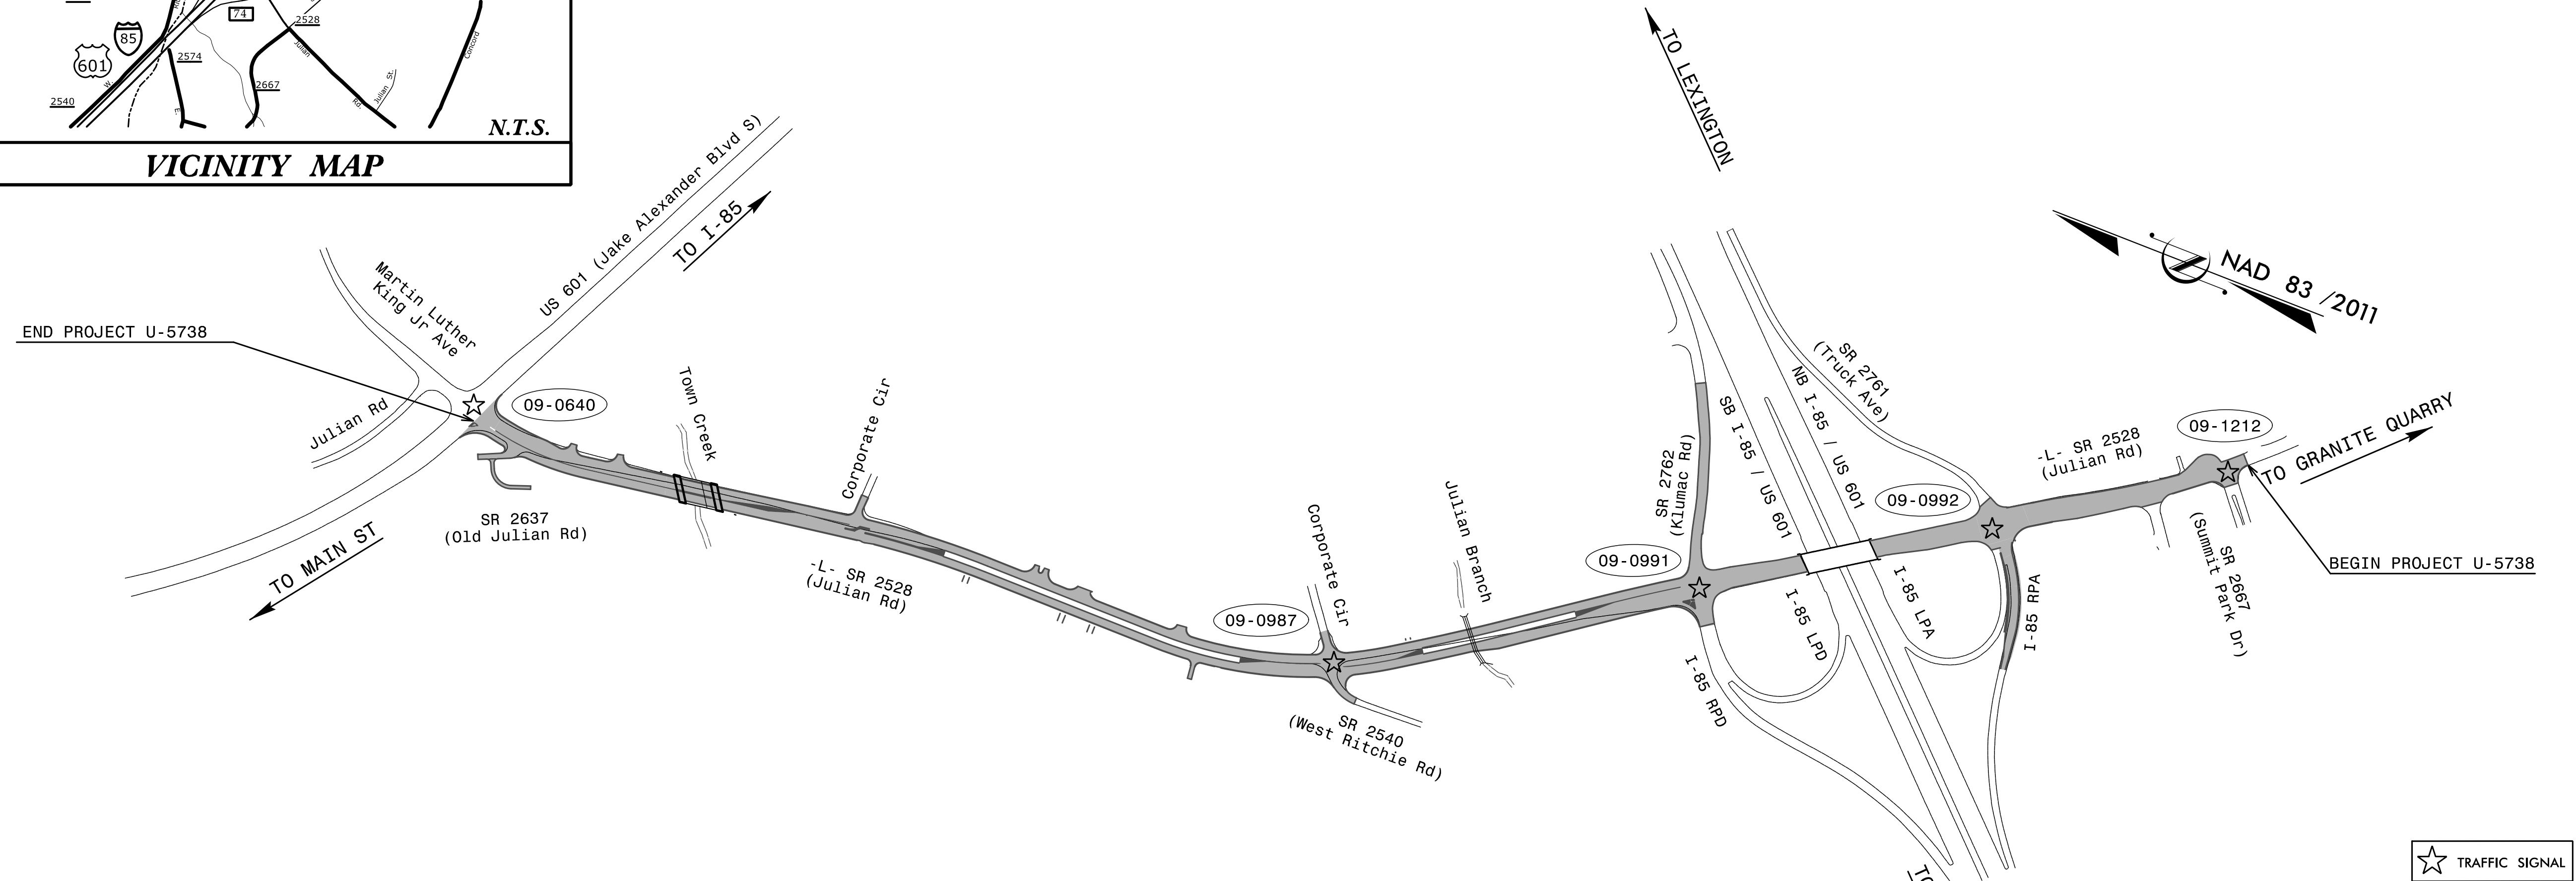 74
2528
85
601
2574
Julian
Concord
2667
W.
2540
E.
Rd.
Julian St.
N.T.S.
VICINITY MAP
TO LEXINGTON
US 601 (Jake Alexander Blvd S)
TO I-85
NAD 83 /2011
Martin Luther
King Jr Ave
END PROJECT U-5738
Julian Rd
09-0640
Town Creek
Corporate Cir
SR 2637
(Old Julian Rd)
TO MAIN ST
-L- SR 2528
(Julian Rd)
Corporate Cir
09-0987
Julian Branch
SR 2540
(West Ritchie Rd)
SR 2762
(Klumac Rd)
09-0991
SB I-85 / US 601
NB I-85 / US 601
SR 2761
(Truck Ave)
09-0992
I-85 LPD
I-85 LPA
I-85 RPD
I-85 RPA
-L- SR 2528
(Julian Rd)
09-1212
TO GRANITE QUARRY
SR 2667
(Summit Park Dr)
BEGIN PROJECT U-5738
TRAFFIC SIGNAL